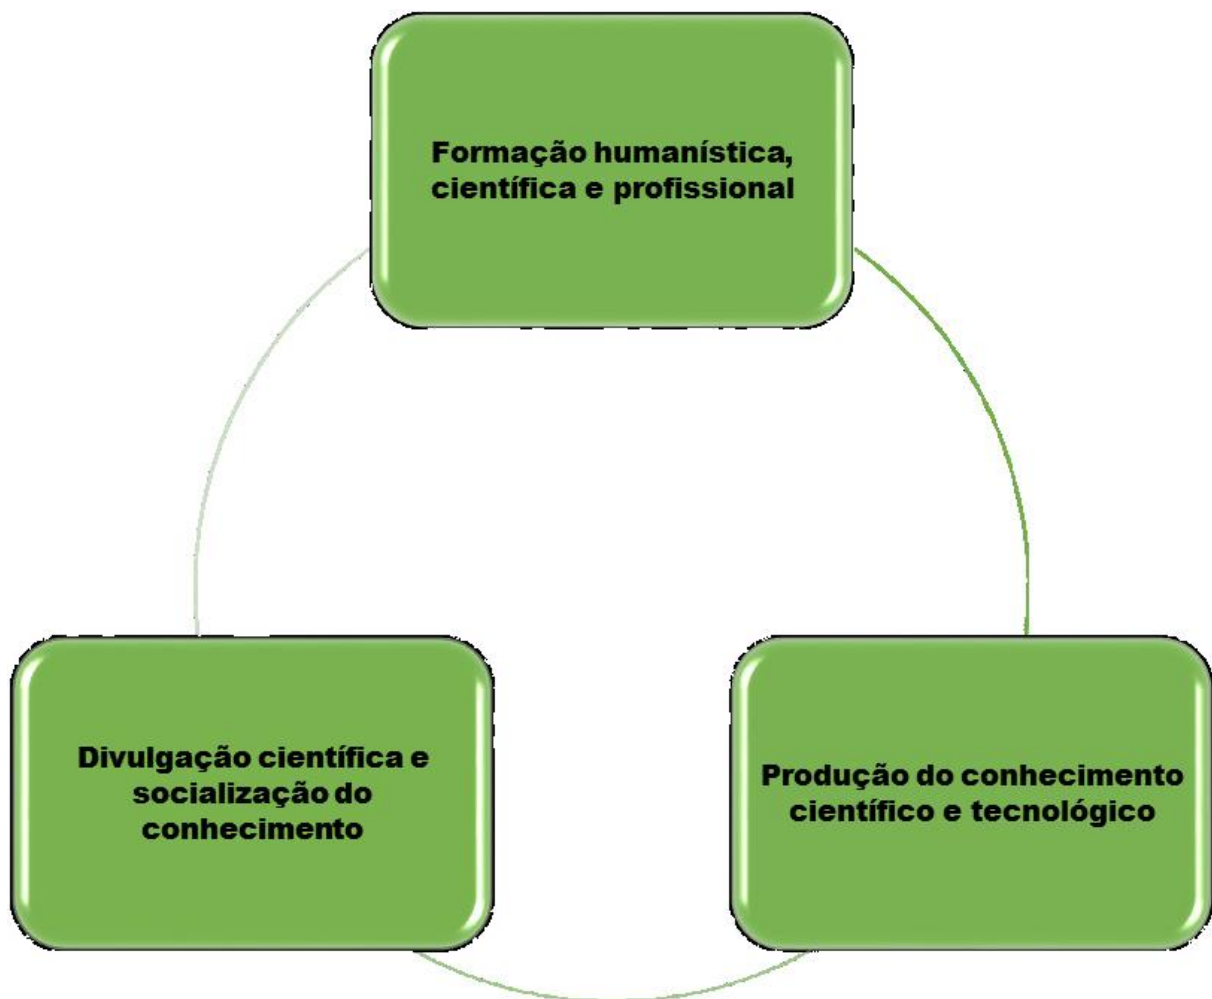 Formação humanística,
científica e profissional
Divulgação científica e
socialização do
conhecimento
Produção do conhecimento
científico e tecnológico